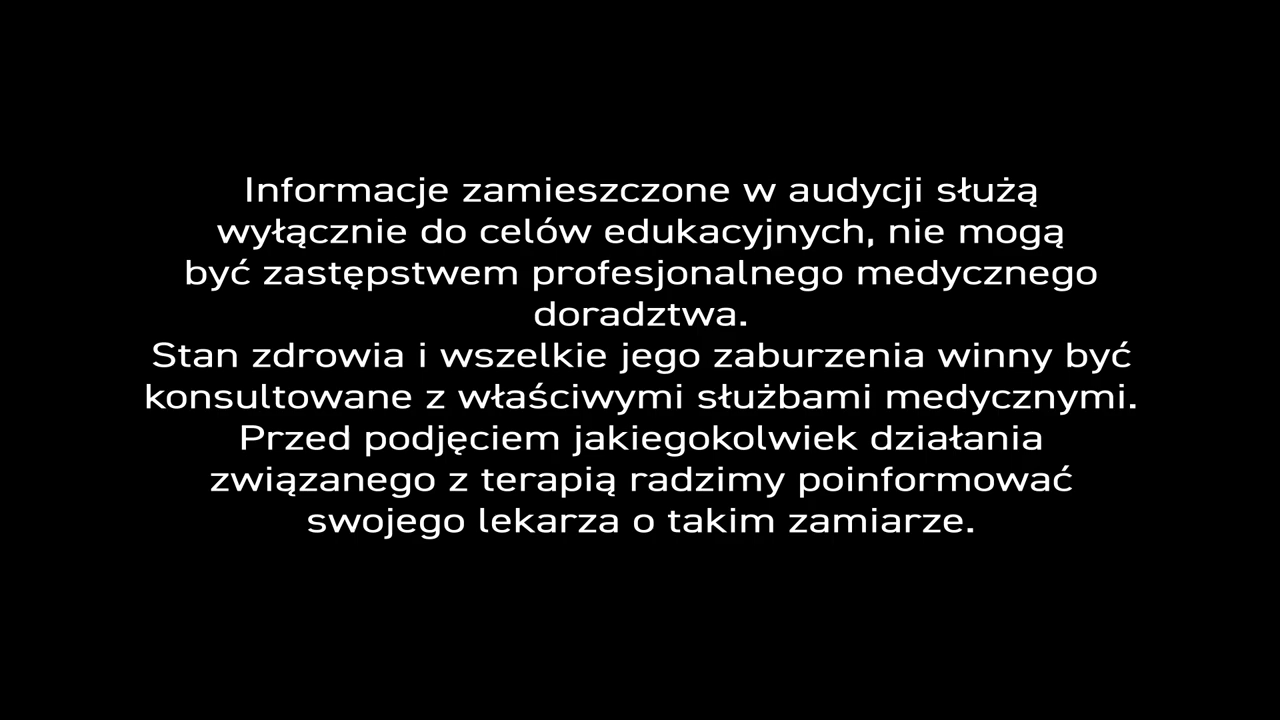 Informacje zamieszczone w audycji służą
wyłącznie do celów edukacyjnych, nie mogą
być zastępstwem profesjonalnego medycznego
doradztwa.
Stan zdrowia i wszelkie jego zaburzenia winny być
konsultowane z właściwymi służbami medycznymi.
Przed podjęciem jakiegokolwiek działania
związanego z terapią radzimy poinformować
swojego lekarza o takim zamiarze.